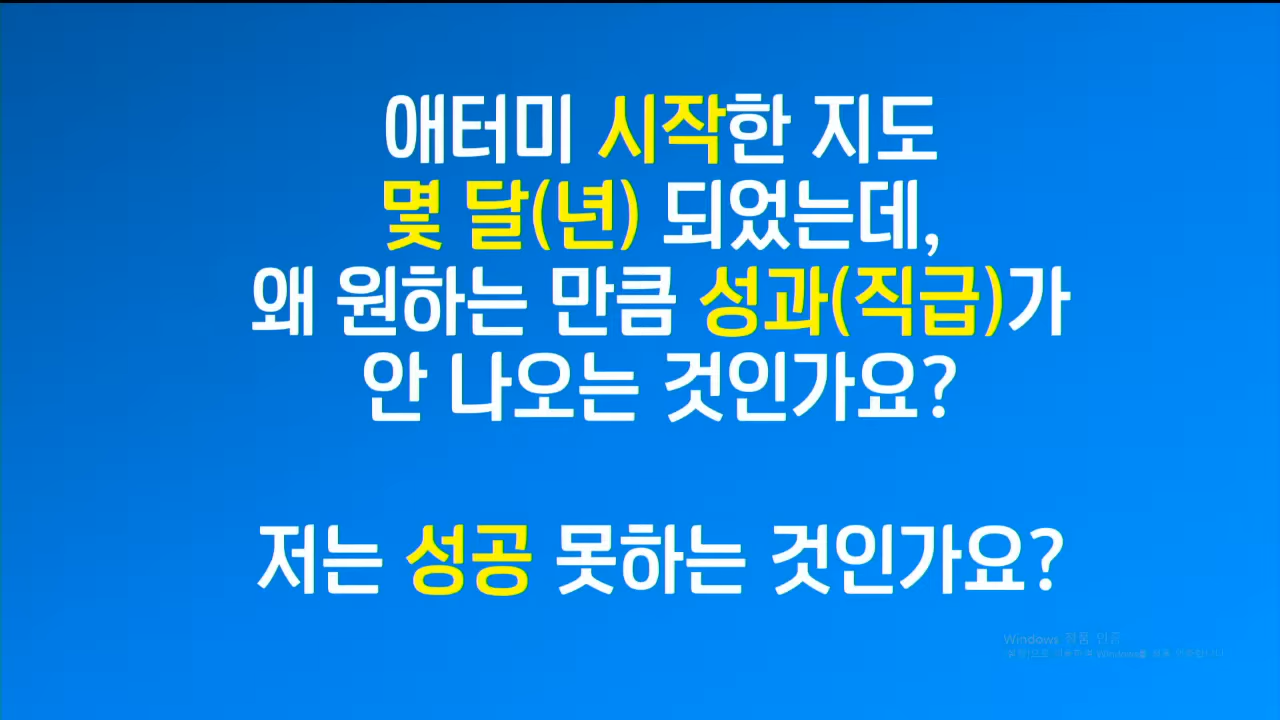 애터미 시작한 지도
몇 달(년) 되었는데,
왜 원하는 만큼 성과(직급)가
안 나오는 것인가요?
저는 성공 못하는 것인가요?
Windows 정품 인증